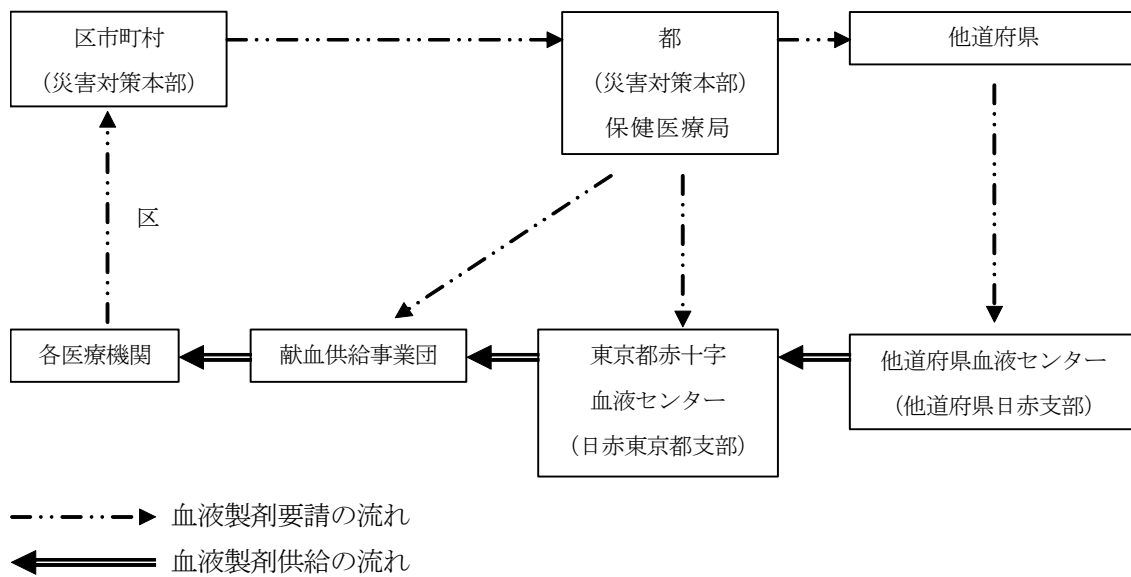 区市町村
(災害対策本部)
都
(災害対策本部)
保健医療局
他道府県
区
各医療機関
献血供給事業団
東京都赤十字
血液センター
(日赤東京都支部)
他道府県血液センター
(他道府県日赤支部)
血液製剤要請の流れ
血液製剤供給の流れ